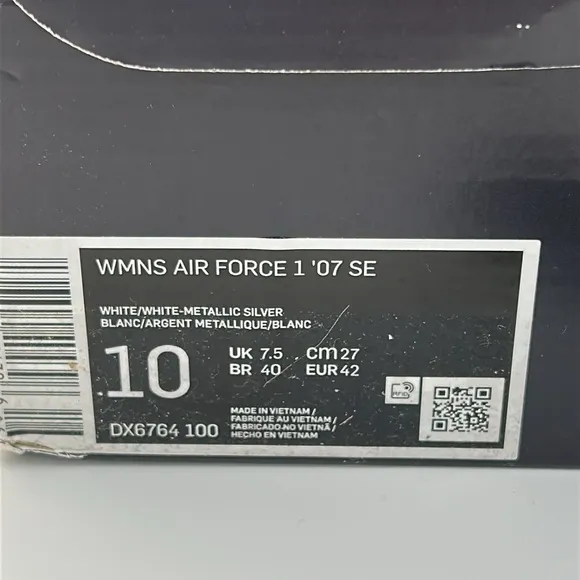 WMNS AIR FORCE 1 '07 SE
WHITE/WHITE-METALLIC SILVER
BLANC/ARGENT METALLIQUE/BLANC
10
UK 7.5 cm 27
BR 40 EUR 42
RFID
DX6764 100
MADE IN VIETNAM /
FABRIQUE AU VIETNAM /
FABRICADO NO VIETNÃ /
HECHO EN VIETNAM